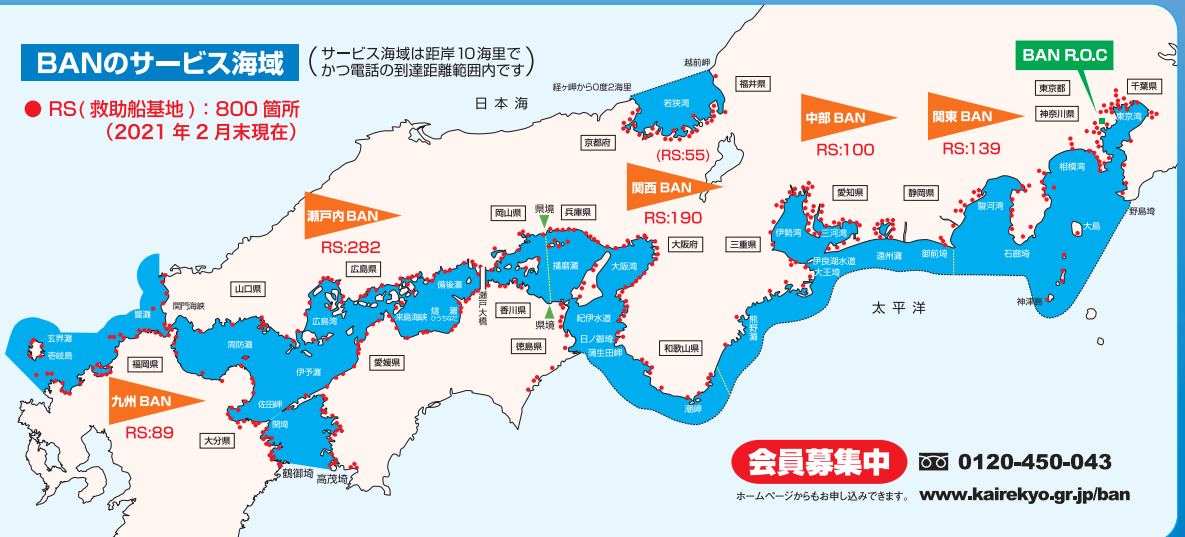 BANのサービス海域
(サービス海域は距岸10海里で
かつ電話の到達距離範囲内です)
● RS(救助船基地):800箇所
(2021年2月末現在)
日本海
経ヶ岬から0度2海里
越前岬
若狭湾
福井県
京都府
(RS:55)
BAN R.O.C
東京都
千葉県
神奈川県
東京湾
中部 BAN
RS:100
関東 BAN
RS:139
相模湾
野島埼
大島
駿河湾
石廊埼
神津島
愛知県
静岡県
伊勢湾
三河湾
遠州灘
御前埼
伊良湖水道
大王埼
三重県
太平洋
関西 BAN
RS:190
瀬戸内 BAN
RS:282
岡山県
県境
兵庫県
大阪府
播磨灘
大阪湾
広島県
備後灘
瀬戸大橋
香川県
県境
紀伊水道
日ノ御埼
蒲生田岬
徳島県
和歌山県
熊野灘
潮岬
山口県
関門海峡
響灘
広島湾
来島海峡
燧灘
ひうちなだ
玄界灘
壱岐島
周防灘
愛媛県
福岡県
伊予灘
九州 BAN
RS:89
佐田岬
関埼
大分県
鶴御埼
高茂埼
会員募集中
0120-450-043
ホームページからもお申し込みできます。
www.kairekyo.gr.jp/ban